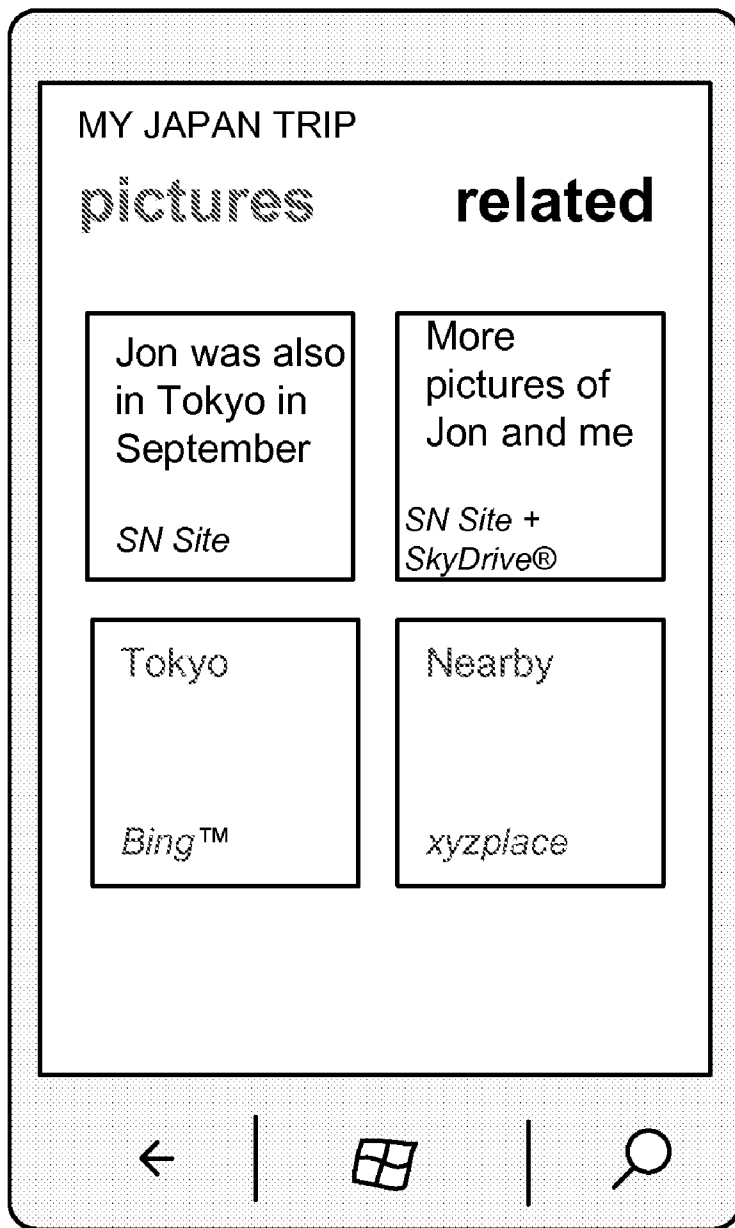 MY JAPAN TRIP
pictures related
Jon was also
in Tokyo in
September
SN Site
More
pictures of
Jon and me
SN Site +
SkyDrive®
Tokyo
Bing™
Nearby
xyzplace